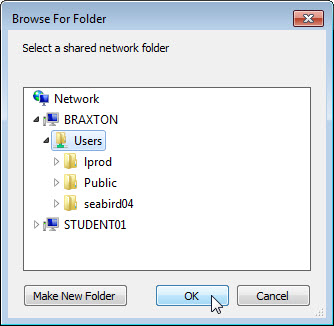 Browse For Folder
Select a shared network folder
Network
BRAXTON
Users
lprod
Public
seabird04
STUDENT01
Make New Folder
OK
Cancel